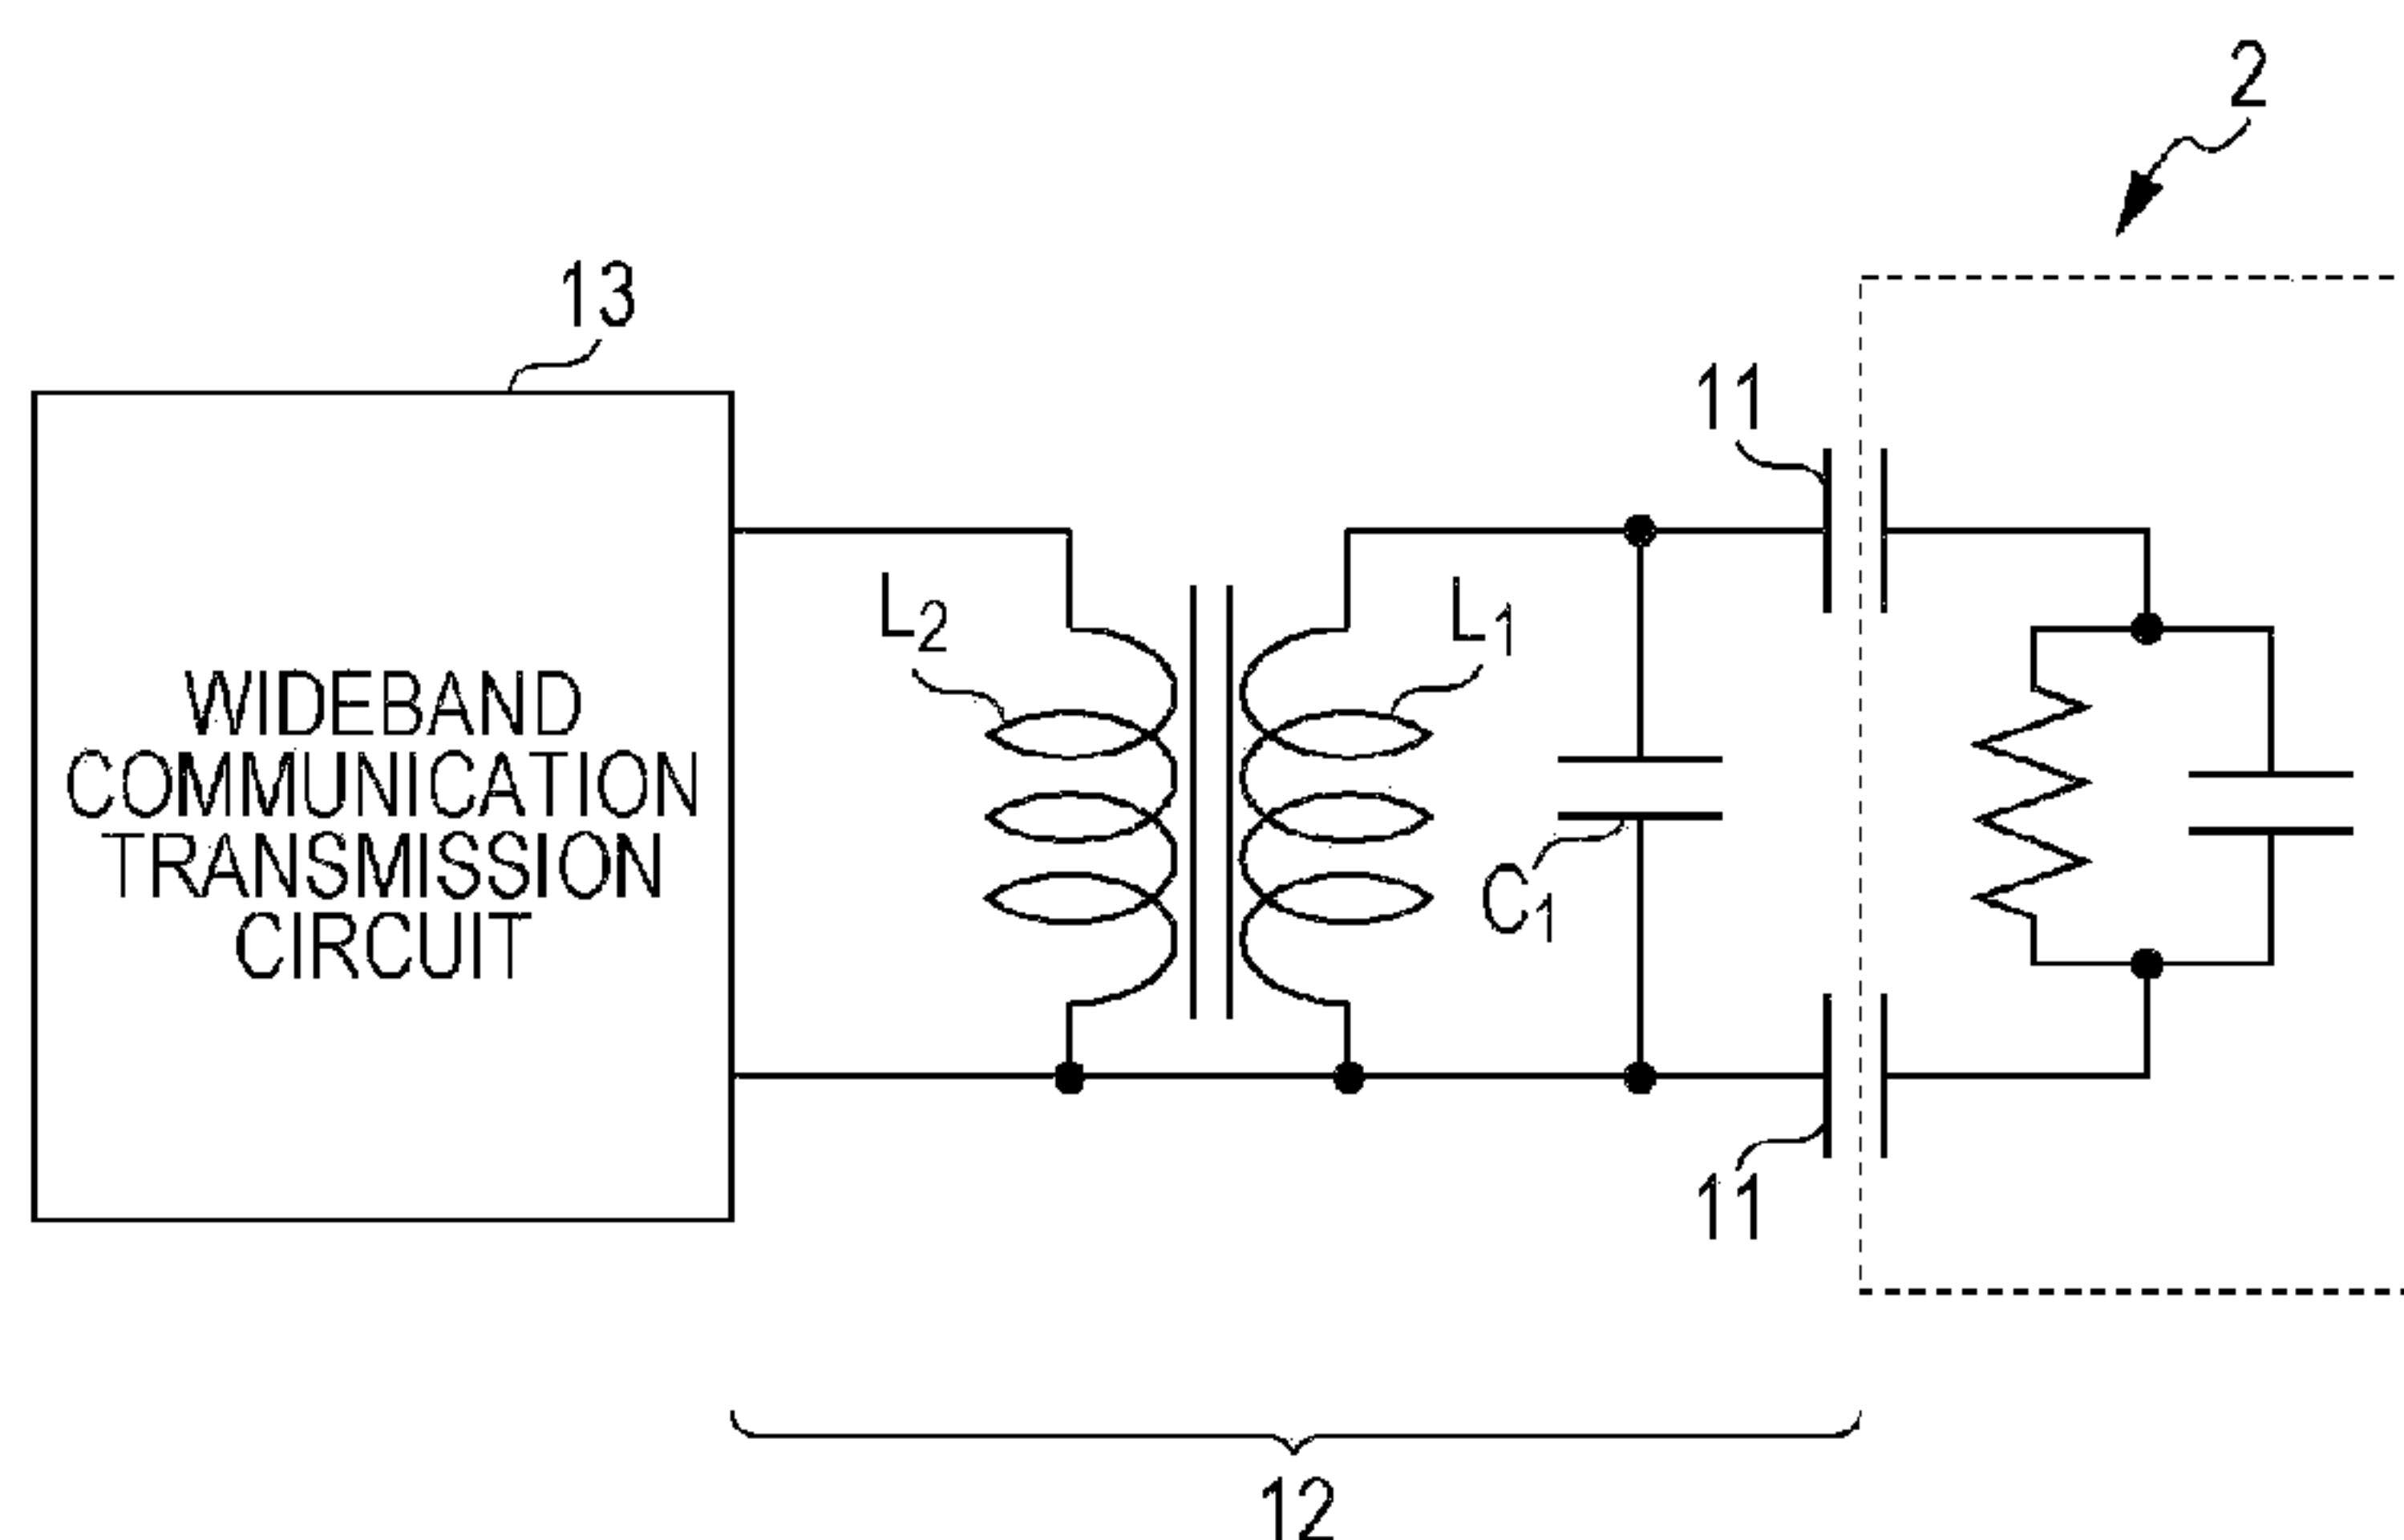 2
13
11
L2
L1
WIDEBAND
COMMUNICATION
TRANSMISSION
CIRCUIT
C1
11
12